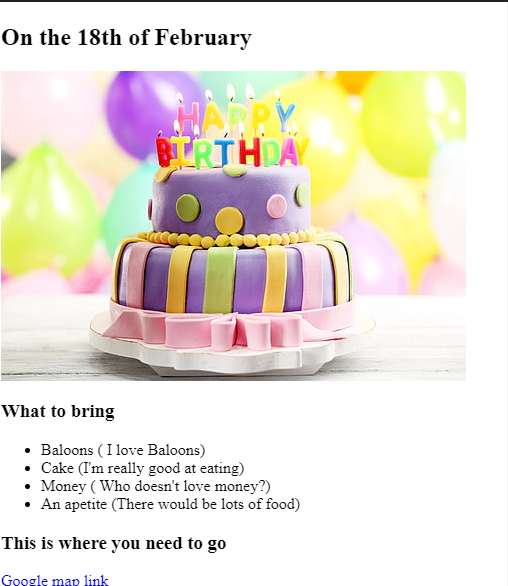 On the 18th of February
HAPPY
BIRTHDAY
What to bring
Baloons ( I love Baloons)
Cake (I'm really good at eating)
Money ( Who doesn't love money?)
An apetite (There would be lots of food)
This is where you need to go
Google map link